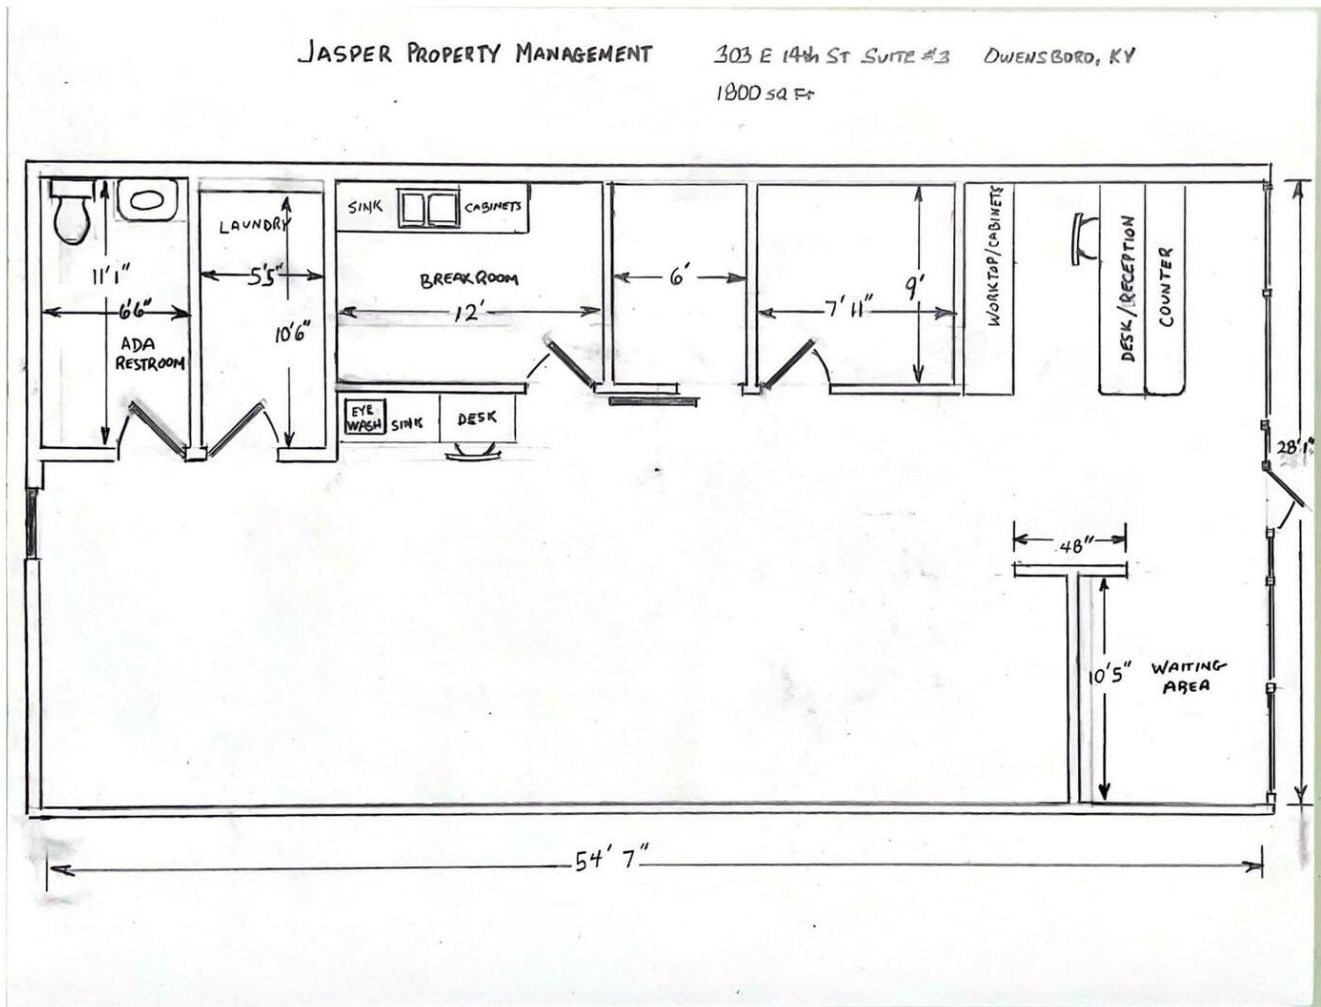 JASPER PROPERTY MANAGEMENT 303 E 14th ST SUITE #3 OWENSBORO, KY
1800 SQ FT
SINK
CABINETS
LAUNDRY
11'1"
5'5"
BREAKROOM
6'
9'
WORKTOP/CABINETS
DESK/RECEPTION
COUNTER
6'6"
10'6"
12'
7'11"
ADA
RESTROOM
EYE
WASH
SINK
DESK
28'1"
48"
10'5"
WAITING
AREA
54' 7"